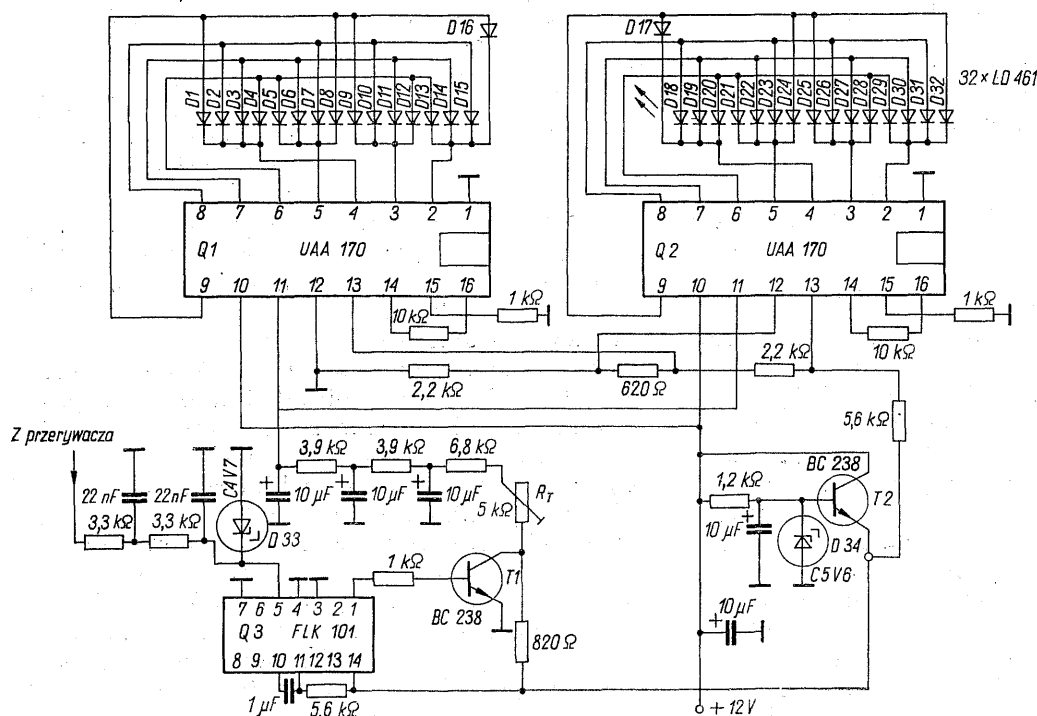 D16
D17
D1 D2 D3 D4 D5 D6 D7 D8 D9 D10 D11 D12 D13 D14 D15
D18 D19 D20 D21 D22 D23 D24 D25 D26 D27 D28 D29 D30 D31 D32
32 × LD 461
8 7 6 5 4 3 2 1
Q1 UAA 170
9 10 11 12 13 14 15 16
8 7 6 5 4 3 2 1
Q2 UAA 170
9 10 11 12 13 14 15 16
1 kΩ
10 kΩ
1 kΩ
10 kΩ
2,2 kΩ
620 Ω
2,2 kΩ
5,6 kΩ
Z przerywacza
22 nF
22 nF
3,3 kΩ
3,3 kΩ
C4V7
D33
3,9 kΩ
3,9 kΩ
6,8 kΩ
+
10 µF
+
10 µF
+
10 µF
5 kΩ
RT
1 kΩ
T1
BC 238
820 Ω
7 6 5 4 3 2 1
Q3 FLK 101
8 9 10 11 12 13 14
1 µF
5,6 kΩ
BC 238
T2
1,2 kΩ
+
10 µF
D34
C5V6
+
10 µF
+ 12V